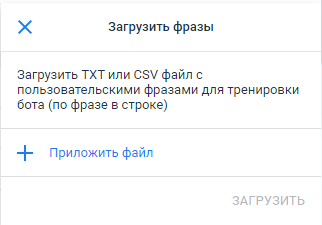 Загрузить фразы
Загрузить TXT или CSV файл с
пользовательскими фразами для тренировки
бота (по фразе в строке)
Приложить файл
ЗАГРУЗИТЬ